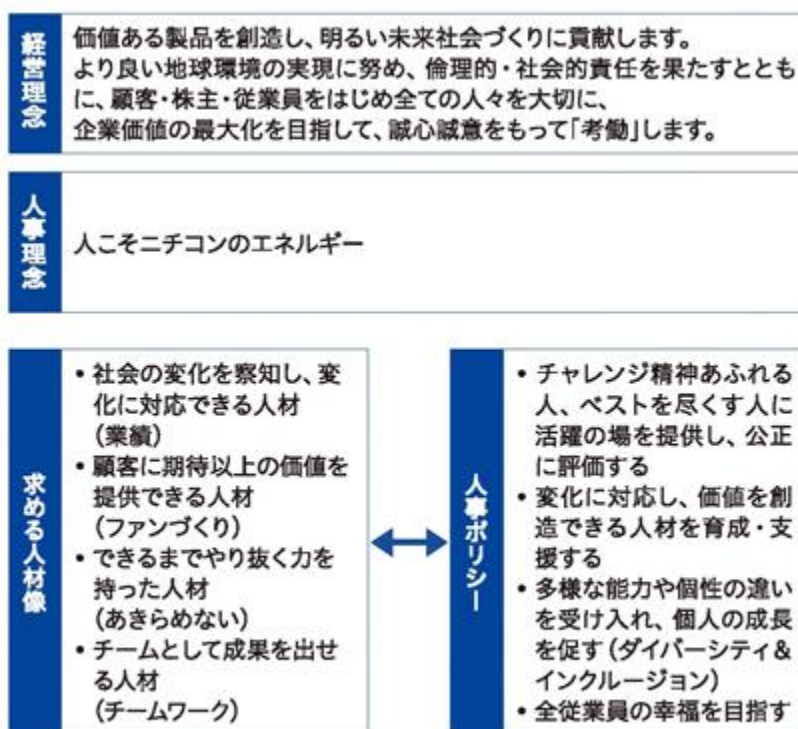 経営理念
価値ある製品を創造し、明るい未来社会づくりに貢献します。
より良い地球環境の実現に努め、倫理的・社会的責任を果たすととも
に、顧客・株主・従業員をはじめ全ての人々を大切に、
企業価値の最大化を目指して、誠心誠意をもって「考働」します。
人事理念
人こそニチコンのエネルギー
求める人材像
• 社会の変化を察知し、変
化に対応できる人材
(業績)
• 顧客に期待以上の価値を
提供できる人材
(ファンづくり)
• できるまでやり抜く力を
持った人材
(あきらめない)
• チームとして成果を出せ
る人材
(チームワーク)
人事ポリシー
• チャレンジ精神あふれる
人、ベストを尽くす人に
活躍の場を提供し、公正
に評価する
• 変化に対応し、価値を創
造できる人材を育成・支
援する
• 多様な能力や個性の違い
を受け入れ、個人の成長
を促す(ダイバーシティ&
インクルージョン)
• 全従業員の幸福を目指す